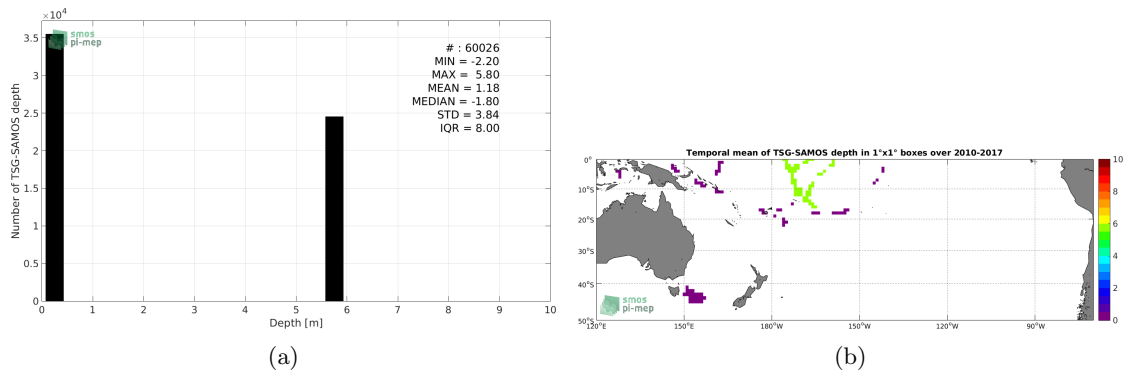 ×10⁴
smos
pi-mep
3.5
3
2.5
2
1.5
1
0.5
0
Number of TSG-SAMOS depth
# : 60026
MIN = -2.20
MAX = 5.80
MEAN = 1.18
MEDIAN = -1.80
STD = 3.84
IQR = 8.00
0 1 2 3 4 5 6 7 8 9 10
Depth [m]
(a)
Temporal mean of TSG-SAMOS depth in 1°x1° boxes over 2010-2017
0°
10°S
20°S
30°S
40°S
50°S
smos
pi-mep
120°E 150°E 180°W 150°W 120°W 90°W
10
8
6
4
2
0
(b)